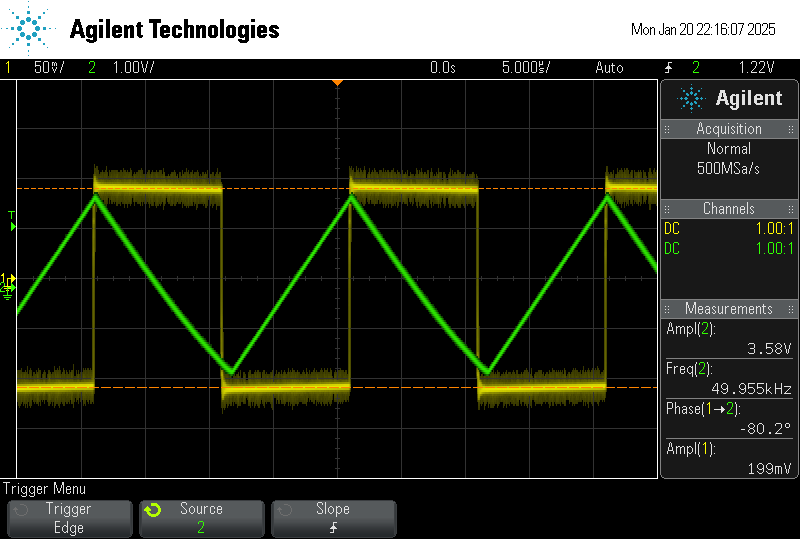 Agilent Technologies
Mon Jan 20 22:16:07 2025
1 50mV/ 2 1.00V/ 0.0s 5.000us/ Auto 2 1.22V
Agilent
Acquisition
Normal
500MSa/s
Channels
DC 1.00:1
DC 1.00:1
Measurements
Ampl(2):
3.58V
Freq(2):
49.955kHz
Phase(1→2):
-80.2°
Ampl(1):
199mV
T
1
2
Trigger Menu
Trigger Source Slope
Edge 2